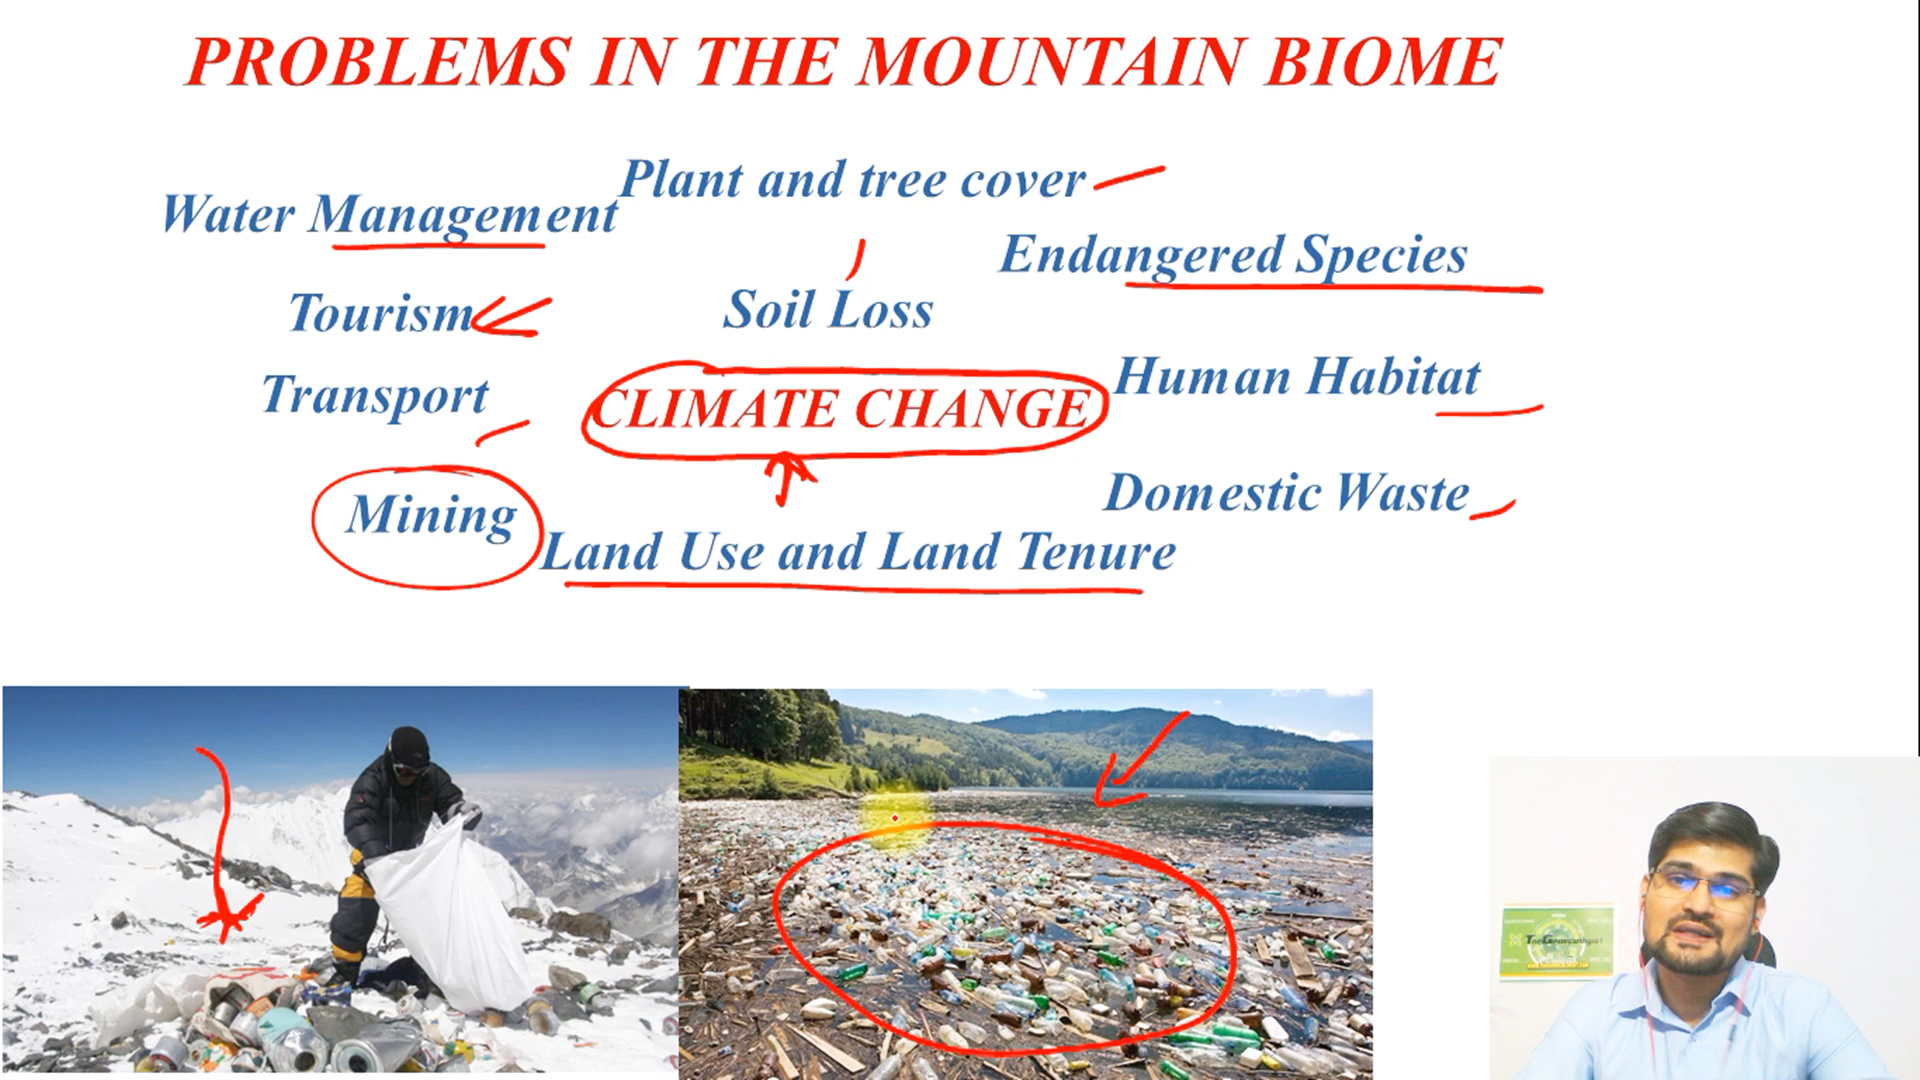 PROBLEMS IN THE MOUNTAIN BIOME
Plant and tree cover
Water Management
Endangered Species
Tourism
Soil Loss
Transport
CLIMATE CHANGE
Human Habitat
Mining
Domestic Waste
Land Use and Land Tenure